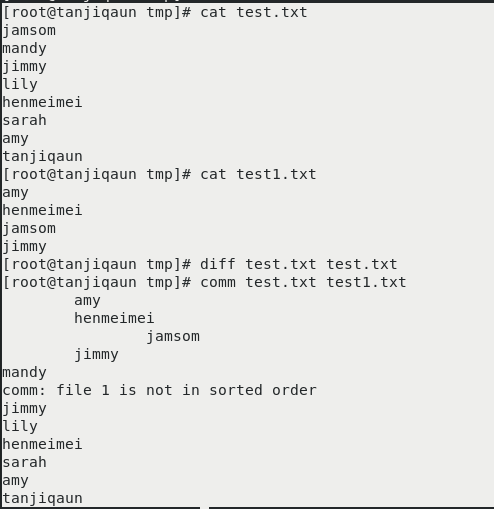 [root@tanjiqaun tmp]# cat test.txt
jamsom
mandy
jimmy
lily
henmeimei
sarah
amy
tanjiqaun
[root@tanjiqaun tmp]# cat test1.txt
amy
henmeimei
jamsom
jimmy
[root@tanjiqaun tmp]# diff test.txt test.txt
[root@tanjiqaun tmp]# comm test.txt test1.txt
        amy
        henmeimei
                jamsom
        jimmy
mandy
comm: file 1 is not in sorted order
jimmy
lily
henmeimei
sarah
amy
tanjiqaun